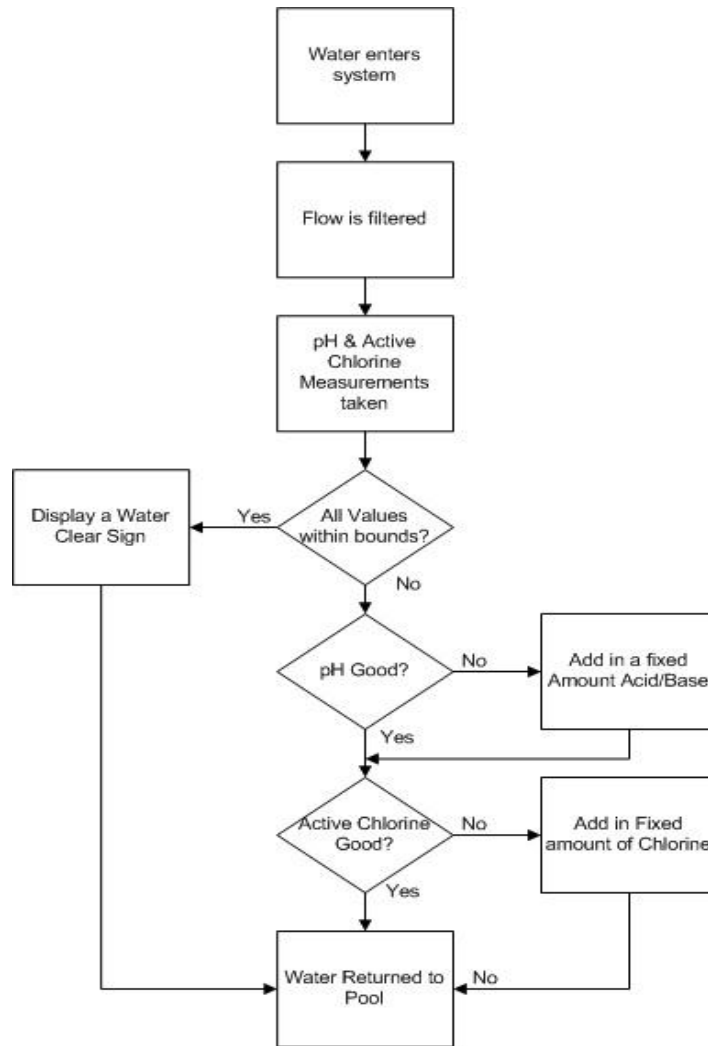 Water enters
system
Flow is filtered
pH & Active
Chlorine
Measurements
taken
Display a Water
Clear Sign
Yes
All Values
within bounds?
No
pH Good?
No
Add in a fixed
Amount Acid/Base
Yes
Active Chlorine
Good?
No
Add in Fixed
amount of Chlorine
Yes
Water Returned to
Pool
No